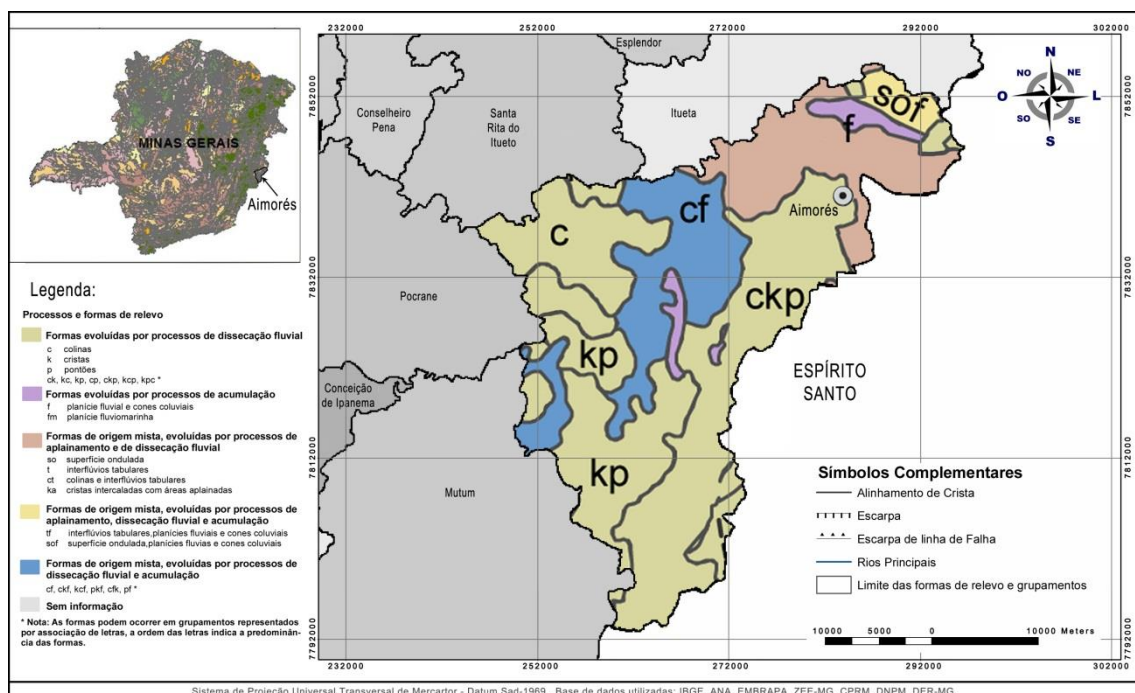 232000 252000 272000 292000 302000
Esplendor
N
NO NE
O L
SO SE
S
7852000 7852000
Conselheiro
Pena
Santa
Rita do
Itueto
Itueta
sof
f
MINAS GERAIS
Aimorés
cf
Aimorés
c
7832000 7832000
Pocrane
ckp
kp
ESPÍRITO
SANTO
Conceição
de Ipanema
7812000 7812000
kp
Mutum
7792000 7792000
Legenda:
Processos e formas de relevo
Formas evoluídas por processos de dissecação fluvial
c colinas
k cristas
p pontões
ck, kc, kp, cp, ckp, kcp, kpc *
Formas evoluídas por processos de acumulação
f planície fluvial e cones coluviais
fm planície fluviomarinha
Formas de origem mista, evoluídas por processos de
aplainamento e de dissecação fluvial
so superfície ondulada
t interflúvios tabulares
ct colinas e interflúvios tabulares
ka cristas intercaladas com áreas aplainadas
Formas de origem mista, evoluídas por processos de
aplainamento, dissecação fluvial e acumulação
tf interflúvios tabulares,planícies fluviais e cones coluviais
sof superfície ondulada,planícies fluvias e cones coluviais
Formas de origem mista, evoluídas por processos de
dissecação fluvial e acumulação
cf, ckf, kcf, pkf, cfk, pf *
Sem informação
* Nota: As formas podem ocorrer em grupamentos representados
por associação de letras, a ordem das letras indica a predominân-
cia das formas.
Símbolos Complementares
Alinhamento de Crista
Escarpa
Escarpa de linha de Falha
Rios Principais
Limite das formas de relevo e grupamentos
10000 5000 0 10000 Meters
232000 252000 272000 292000 302000
Sistema de Projeção Universal Transversal de Mercartor - Datum Sad-1969 Base de dados utilizadas: IBGE, ANA, EMBRAPA, ZEE-MG, CPRM, DNPM, DER-MG